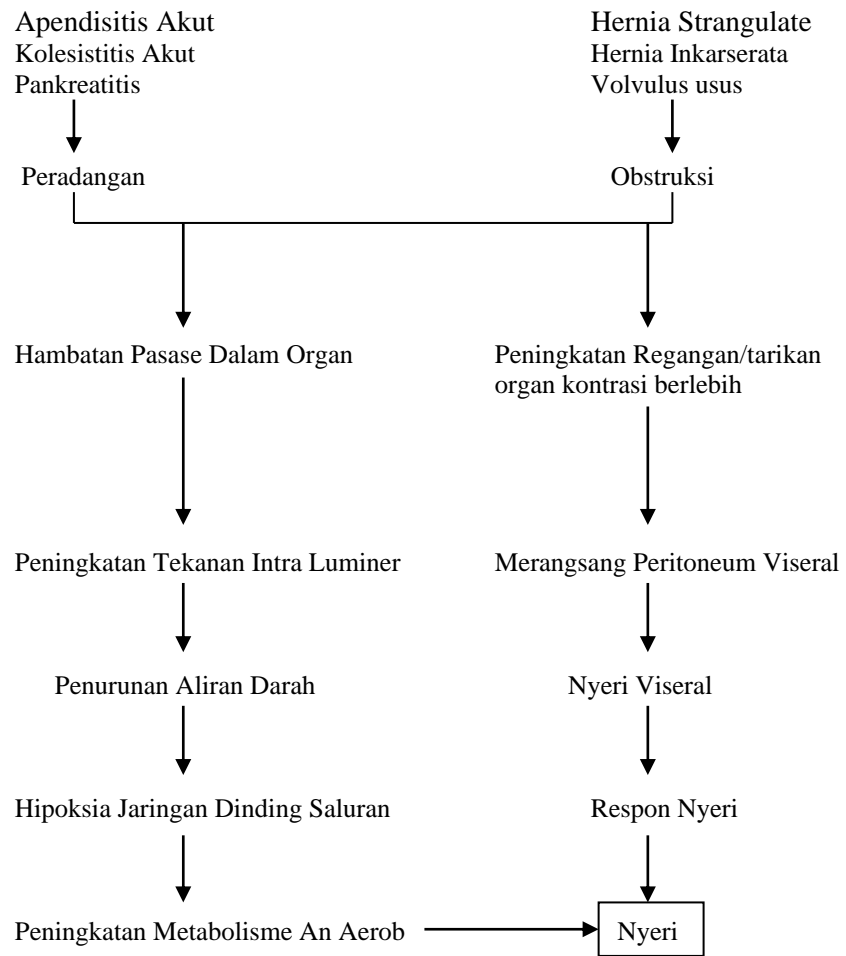 Apendisitis Akut
Kolesistitis Akut
Pankreatitis
Hernia Strangulate
Hernia Inkarserata
Volvulus usus
Peradangan
Obstruksi
Hambatan Pasase Dalam Organ
Peningkatan Regangan/tarikan
organ kontrasi berlebih
Peningkatan Tekanan Intra Luminer
Merangsang Peritoneum Viseral
Penurunan Aliran Darah
Nyeri Viseral
Hipoksia Jaringan Dinding Saluran
Respon Nyeri
Peningkatan Metabolisme An Aerob
Nyeri